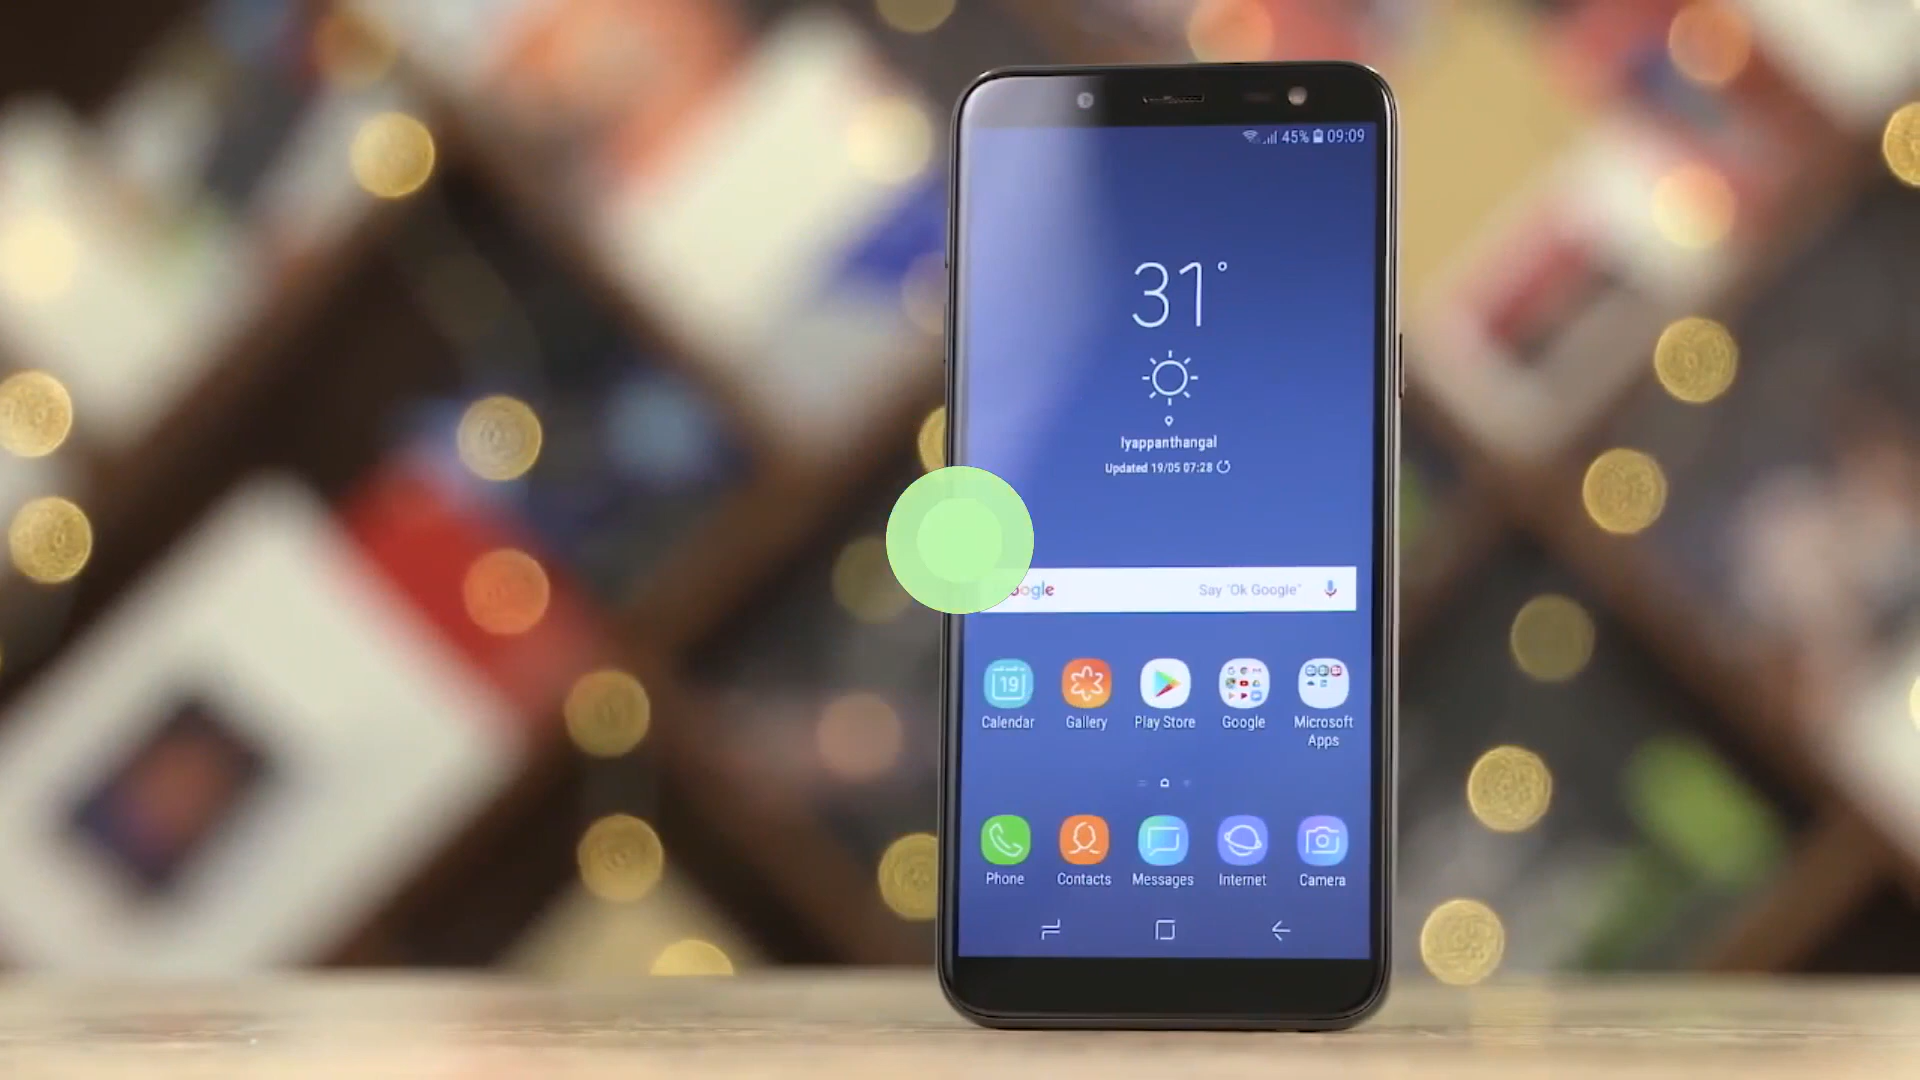 45% 09:09
31°
Iyappanthangal
Updated 19/05 07:28
Say "Ok Google"
19
Calendar Gallery Play Store Google Microsoft Apps
Phone Contacts Messages Internet Camera